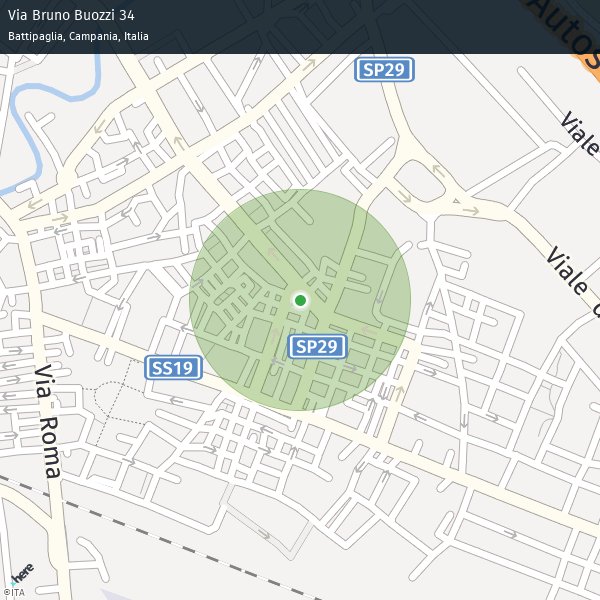 Via Bruno Buozzi 34
Battipaglia, Campania, Italia
Autos
SP29
Viale
Viale d
SP29
SS19
Via Roma
here
©ITA